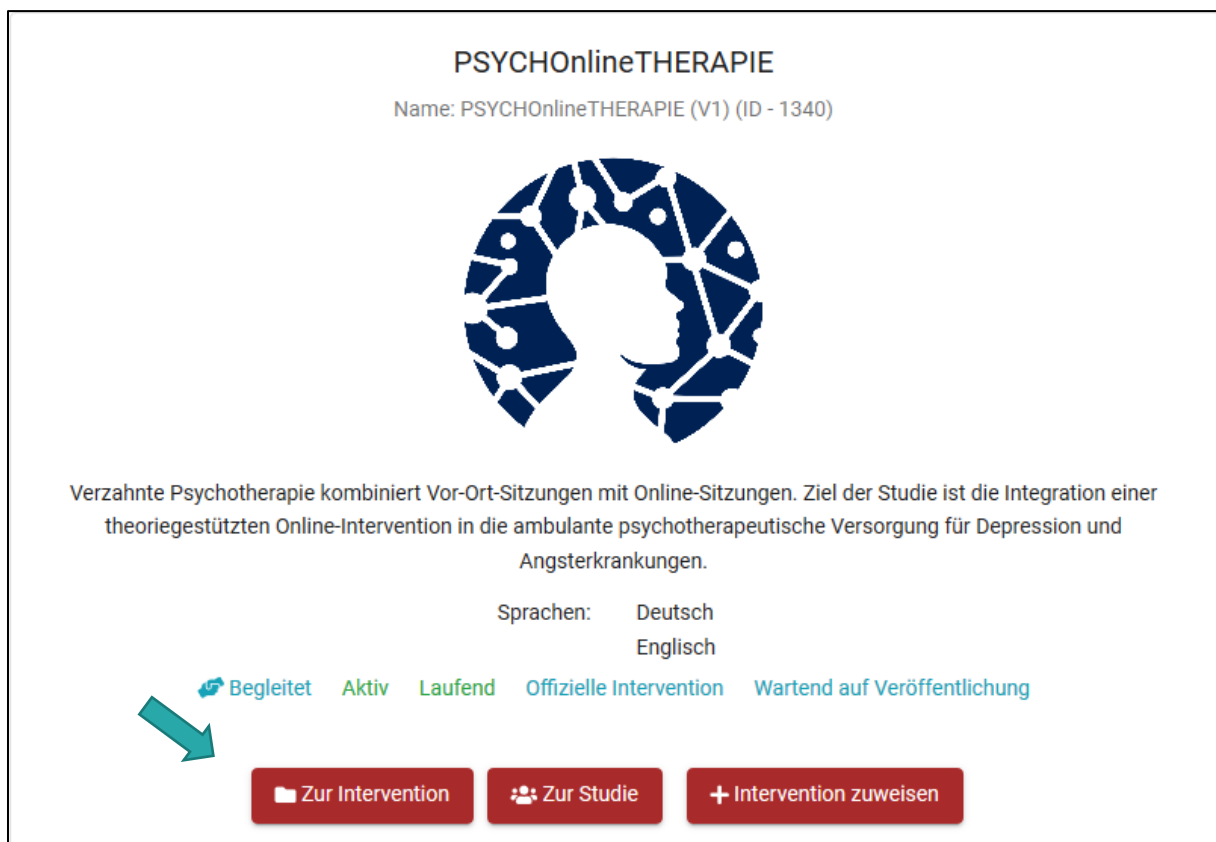 PSYCHOnlineTHERAPIE
Name: PSYCHOnlineTHERAPIE (V1) (ID - 1340)
Verzahnte Psychotherapie kombiniert Vor-Ort-Sitzungen mit Online-Sitzungen. Ziel der Studie ist die Integration einer
theoriegestützten Online-Intervention in die ambulante psychotherapeutische Versorgung für Depression und
Angsterkrankungen.
Sprachen: Deutsch
Englisch
Begleitet Aktiv Laufend Offizielle Intervention Wartend auf Veröffentlichung
Zur Intervention Zur Studie + Intervention zuweisen